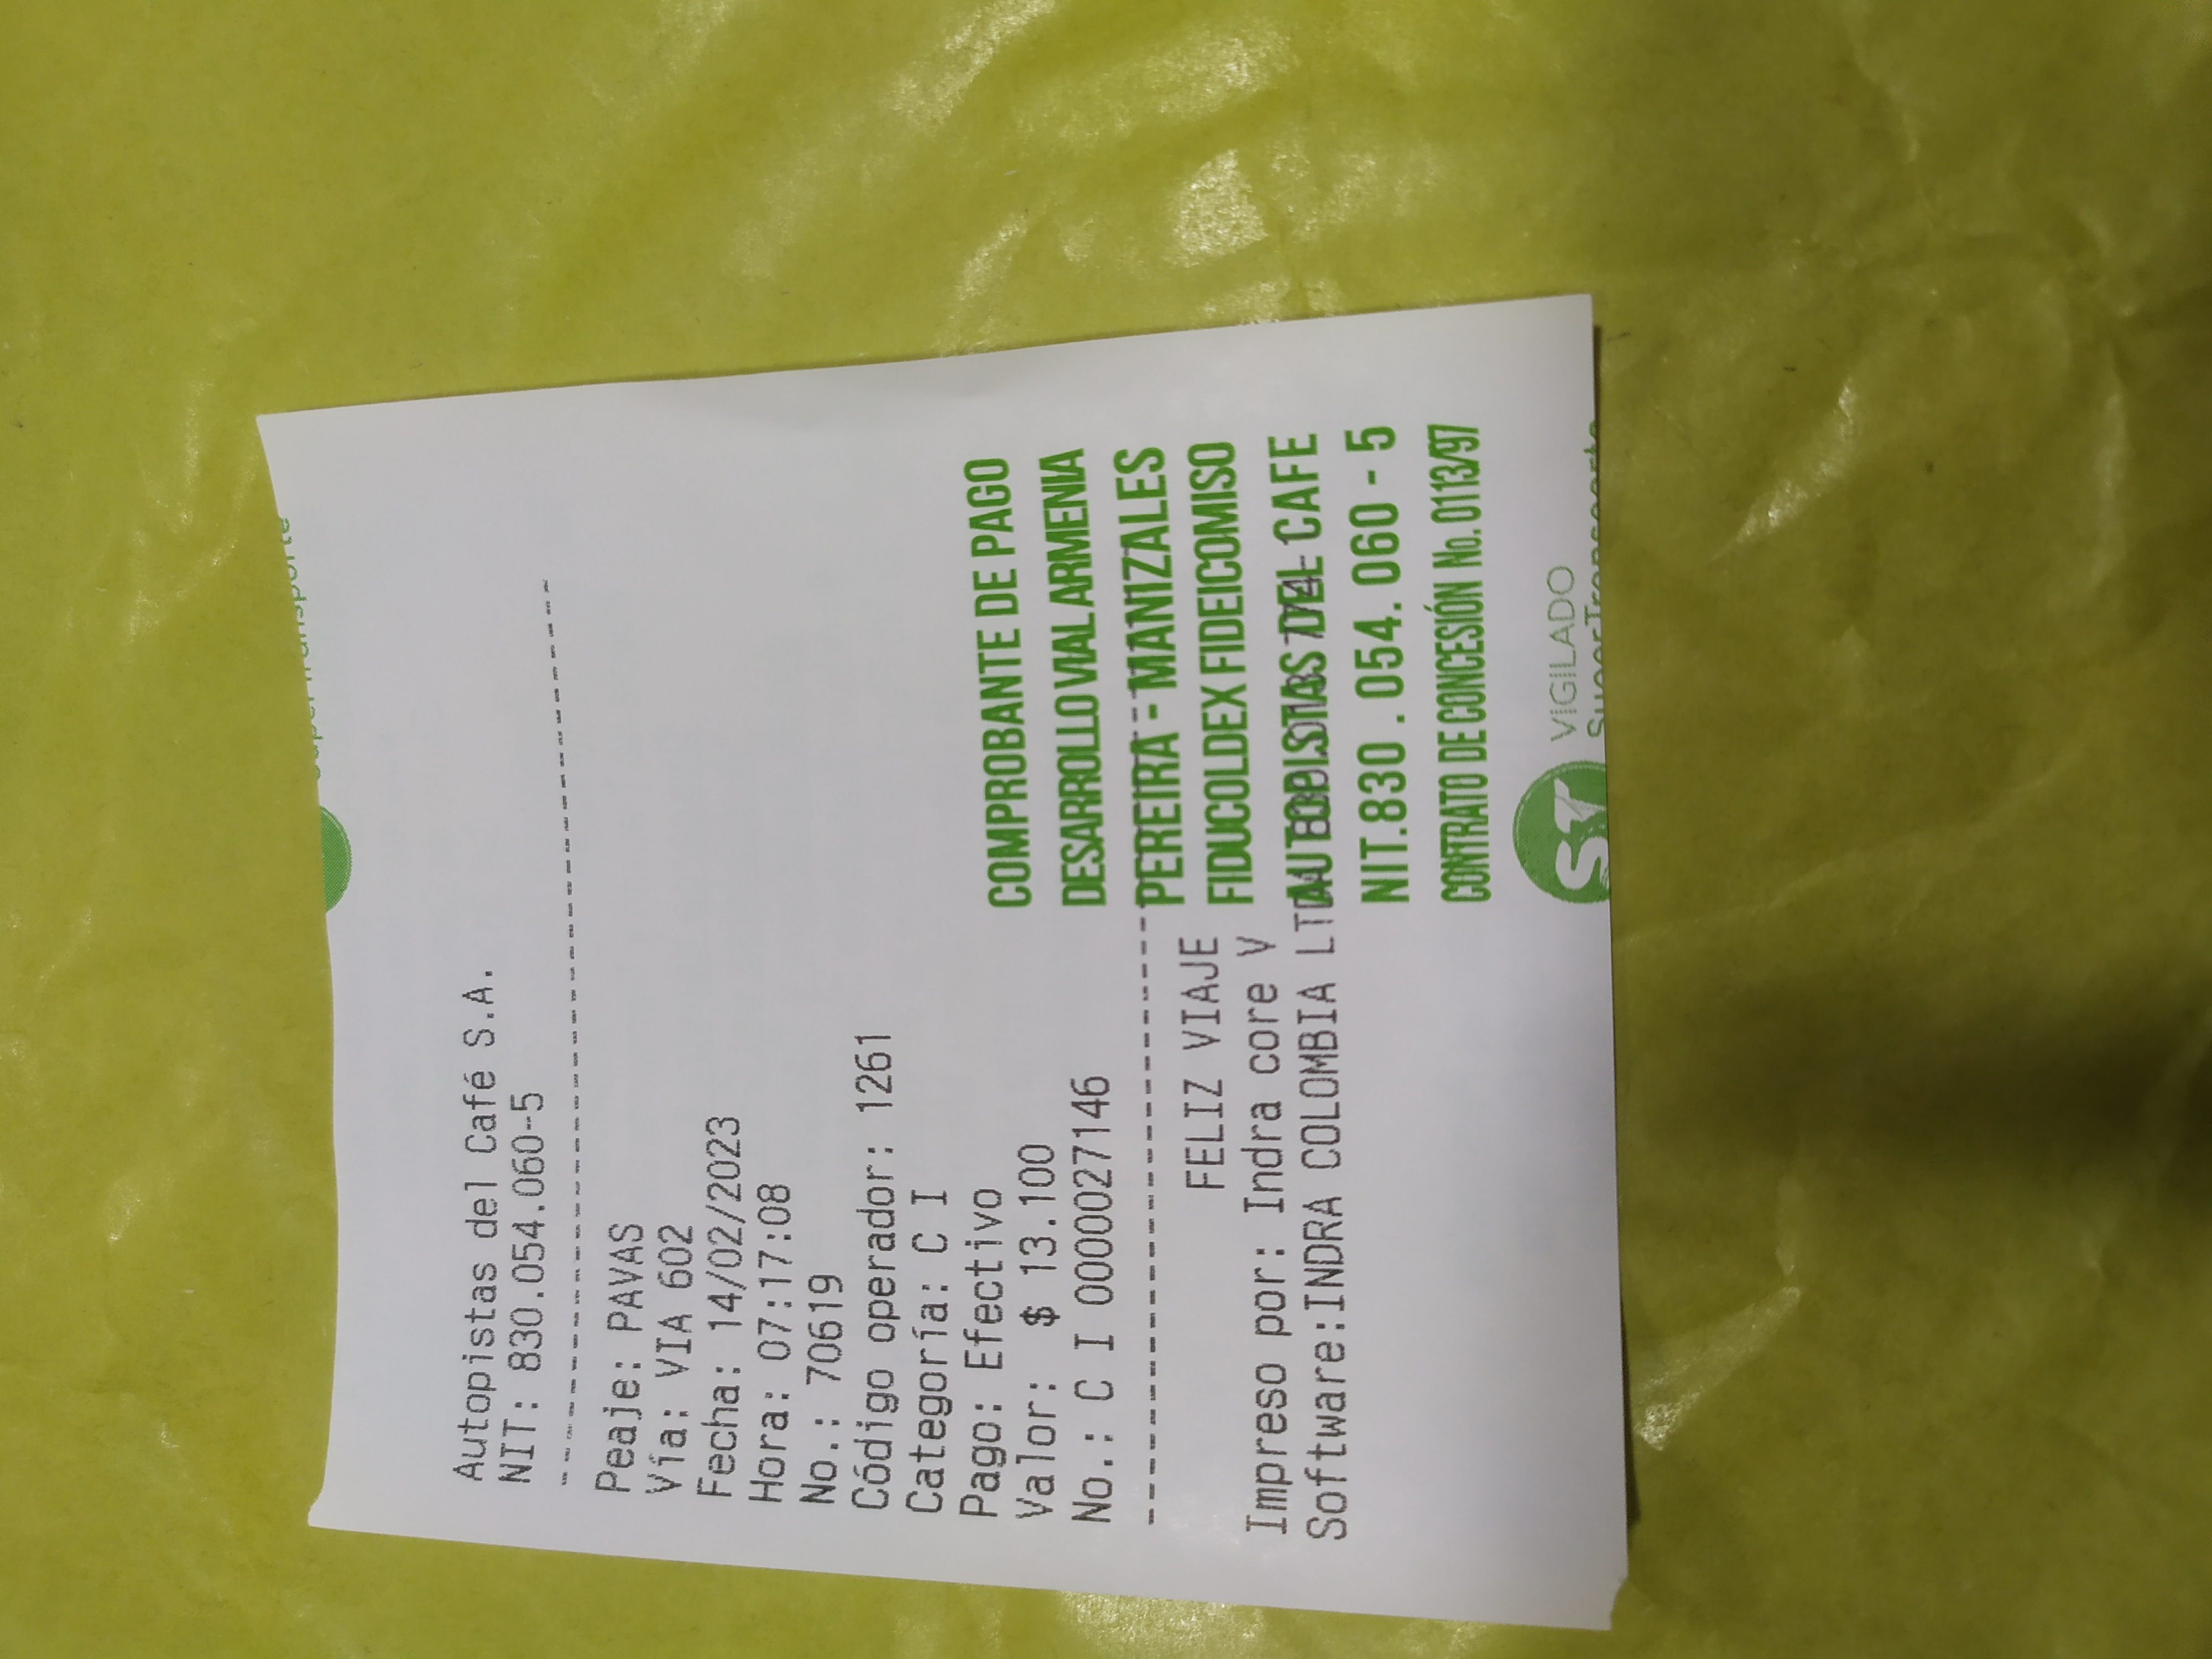 Autopistas del Café S.A.
NIT: 830.054.060-5
Peaje: PAVAS
Vía: VIA 602
Fecha: 14/02/2023
Hora: 07:17:08
No.: 70619
Código operador: 1261
Categoría: C I
Pago: Efectivo
Valor: $ 13.100
No.: C I 0000027146
FELIZ VIAJE
Impreso por: Indra core V
Software:INDRA COLOMBIA
COMPROBANTE DE PAGO
DESARROLLO VIAL ARMENIA
PEREIRA - MANIZALES
FIDUCOLDEX FIDEICOMISO
AUTOPISTAS DEL CAFE
NIT.830.054.060 - 5
CONTRATO DE CONCESIÓN No. 0113/97
ST
VIGILADO
SuperTransporte